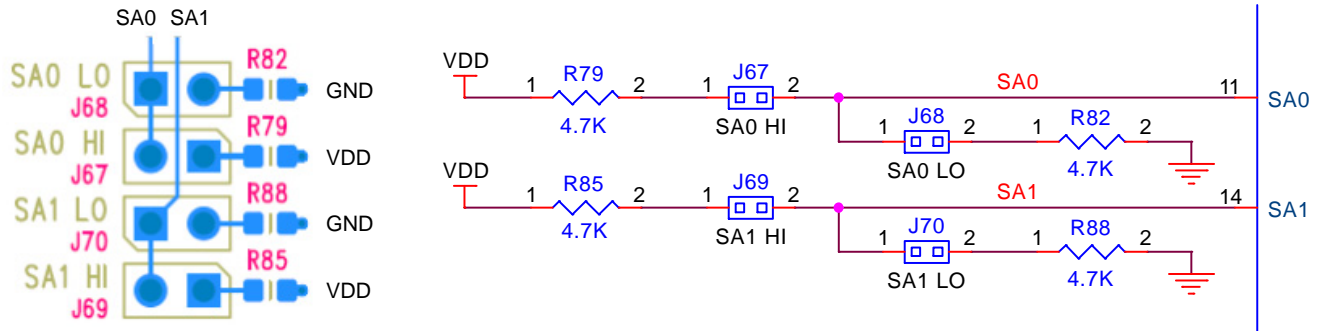 SA0 SA1
SA0 LO
J68
R82
GND
SA0 HI
J67
R79
VDD
SA1 LO
J70
R88
GND
SA1 HI
J69
R85
VDD
VDD
1 R79 2
4.7K
1 J67 2
SA0 HI
SA0
11 SA0
1 J68 2
SA0 LO
1 R82 2
4.7K
VDD
1 R85 2
4.7K
1 J69 2
SA1 HI
SA1
14 SA1
1 J70 2
SA1 LO
1 R88 2
4.7K